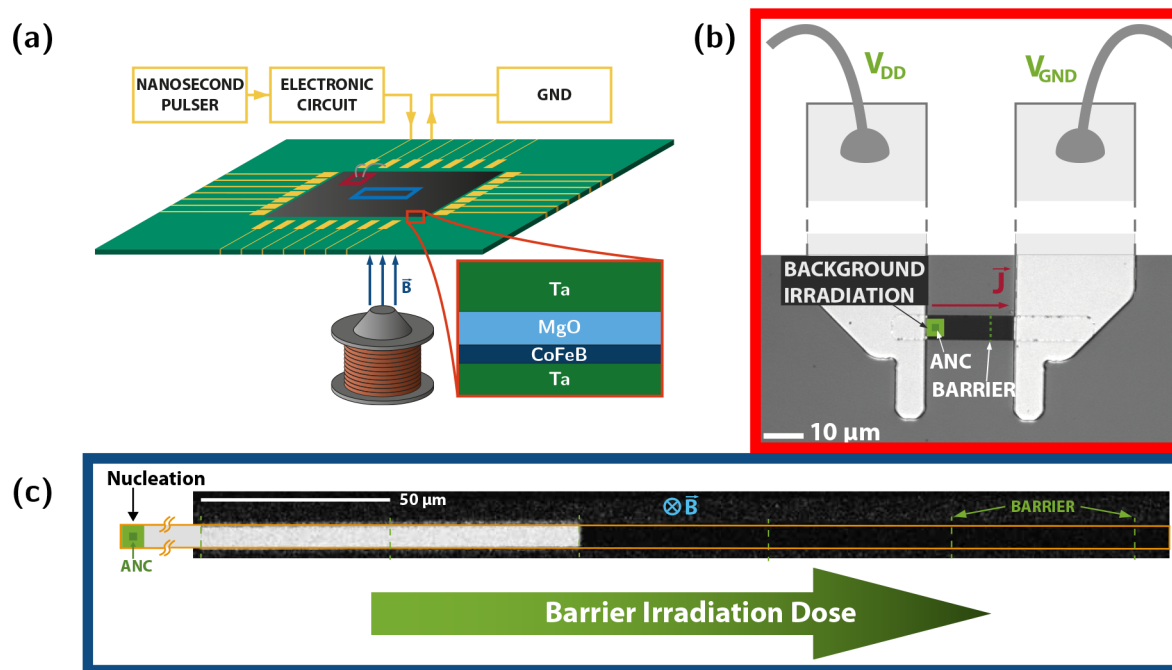 (a)
NANOSECOND
PULSER
ELECTRONIC
CIRCUIT
GND
B
Ta
MgO
CoFeB
Ta
(b)
VDD
VGND
BACKGROUND
IRRADIATION
J
ANC
BARRIER
10 µm
(c)
Nucleation
50 µm
B
BARRIER
ANC
Barrier Irradiation Dose